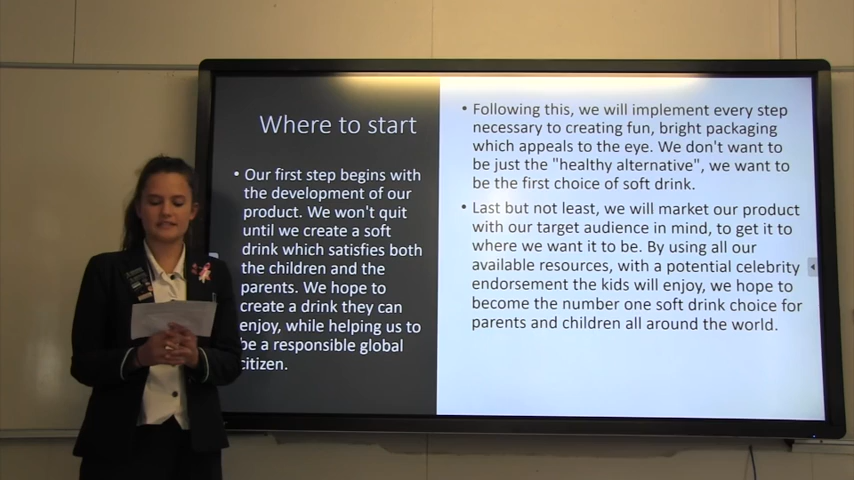 Where to start
• Our first step begins with
the development of our
product. We won't quit
until we create a soft
drink which satisfies both
the children and the
parents. We hope to
create a drink they can
enjoy, while helping us to
be a responsible global
citizen.
• Following this, we will implement every step
necessary to creating fun, bright packaging
which appeals to the eye. We don't want to
be just the "healthy alternative", we want to
be the first choice of soft drink.
• Last but not least, we will market our product
with our target audience in mind, to get it to
where we want it to be. By using all our
available resources, with a potential celebrity
endorsement the kids will enjoy, we hope to
become the number one soft drink choice for
parents and children all around the world.